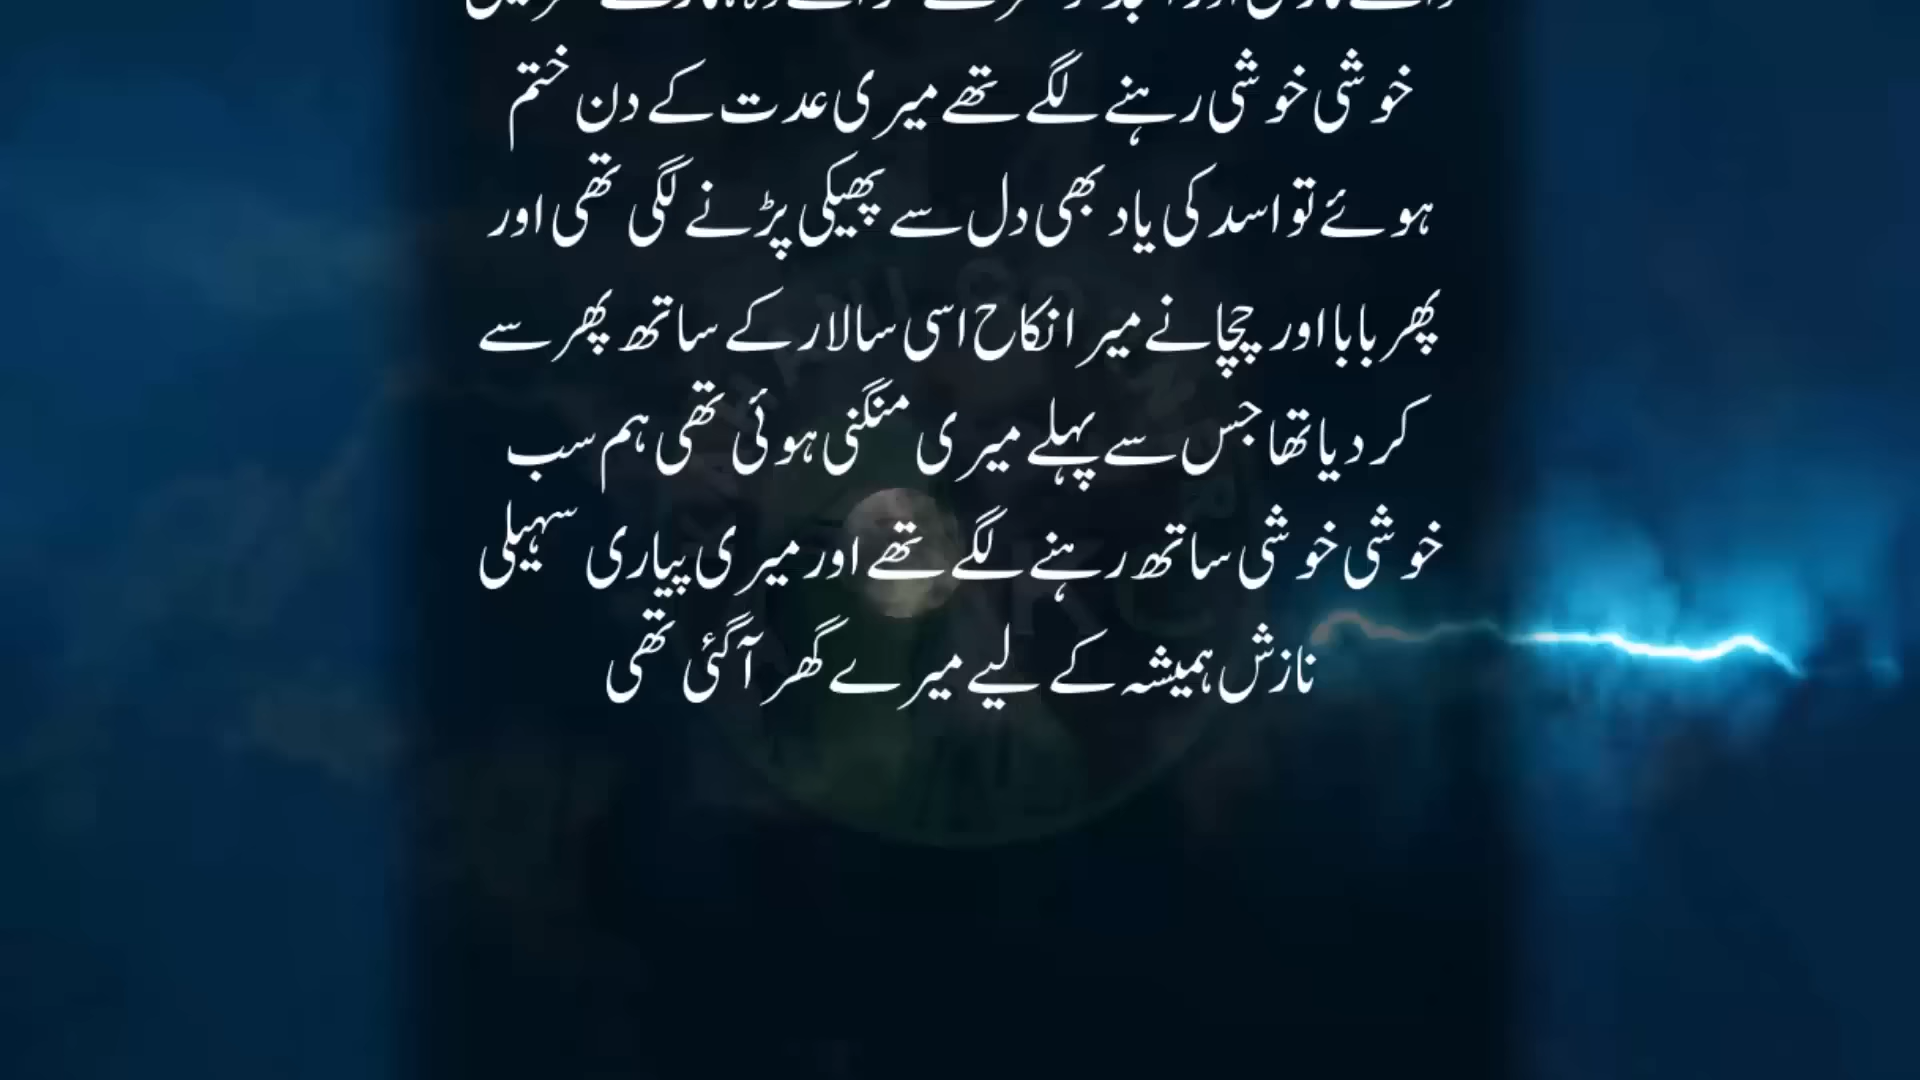 خوشی خوشی رہنے لگے تھے میری عدت کے دن ختم
ہوئے تو اسد کی یاد بھی دل سے پھیکی پڑنے لگی تھی اور
پھر بابا اور چچا نے میرا نکاح اسی سالار کے ساتھ پھر سے
کر دیا تھا جس سے پہلے میری منگنی ہوئی تھی ہم سب
خوشی خوشی ساتھ رہنے لگے تھے اور میری پیاری سہیلی
نازش ہمیشہ کے لیے میرے گھر آگئی تھی